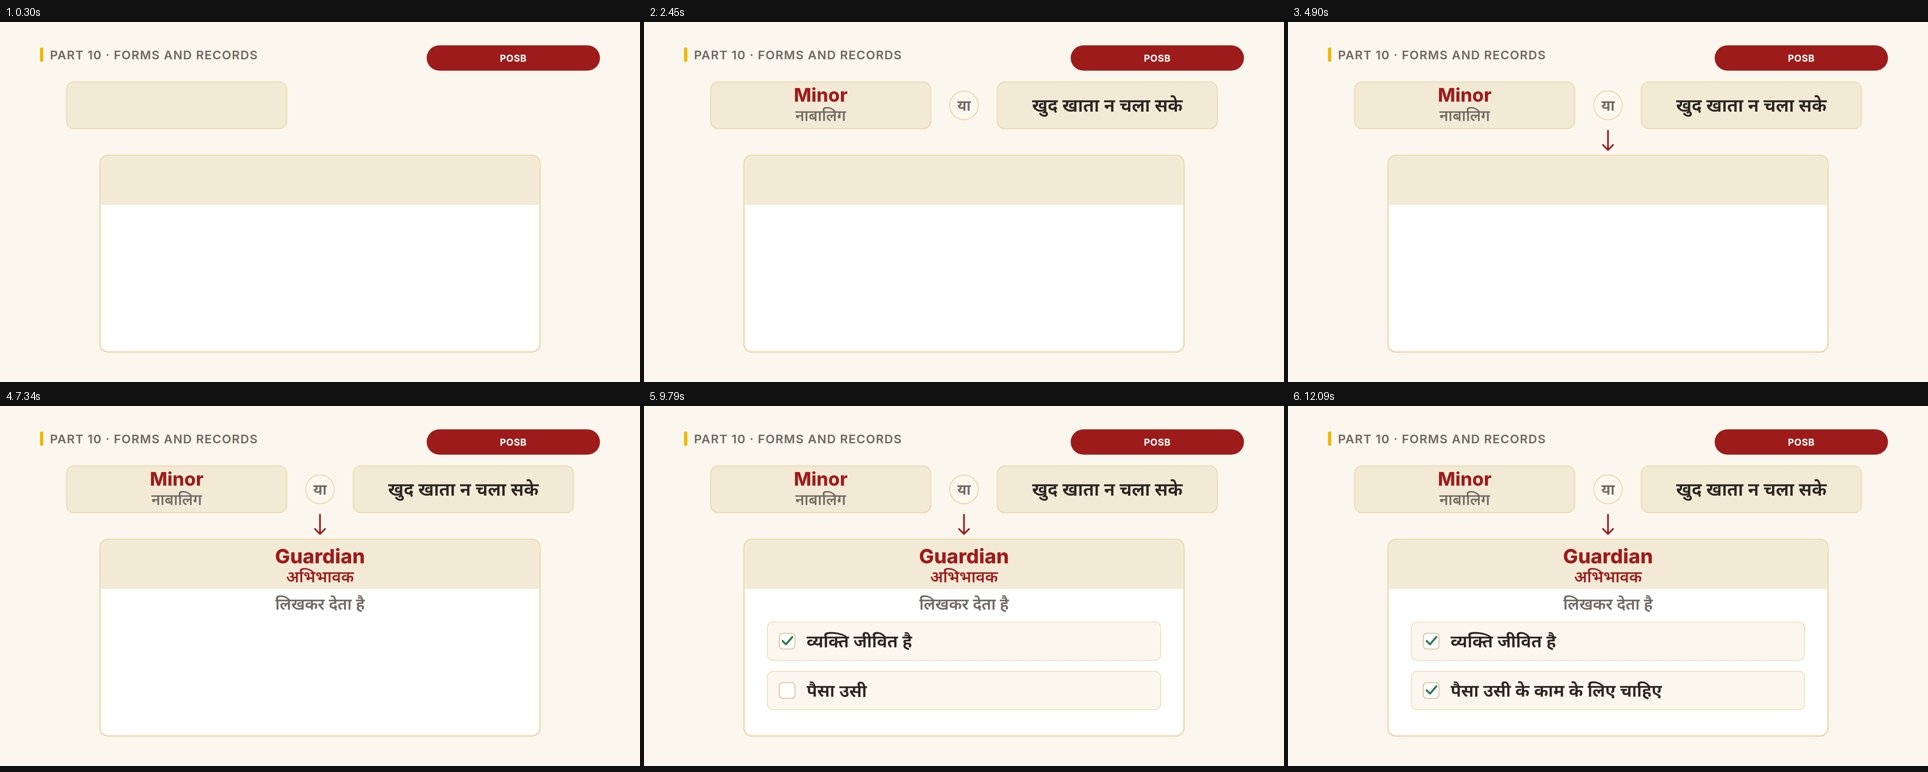 1. 0.30s
PART 10 · FORMS AND RECORDS
POSB
2. 2.45s
PART 10 · FORMS AND RECORDS
POSB
Minor
नाबालिग
या
खुद खाता न चला सके
3. 4.90s
PART 10 · FORMS AND RECORDS
POSB
Minor
नाबालिग
या
खुद खाता न चला सके
4. 7.34s
PART 10 · FORMS AND RECORDS
POSB
Minor
नाबालिग
या
खुद खाता न चला सके
Guardian
अभिभावक
लिखकर देता है
5. 9.79s
PART 10 · FORMS AND RECORDS
POSB
Minor
नाबालिग
या
खुद खाता न चला सके
Guardian
अभिभावक
लिखकर देता है
व्यक्ति जीवित है
पैसा उसी
6. 12.09s
PART 10 · FORMS AND RECORDS
POSB
Minor
नाबालिग
या
खुद खाता न चला सके
Guardian
अभिभावक
लिखकर देता है
व्यक्ति जीवित है
पैसा उसी के काम के लिए चाहिए